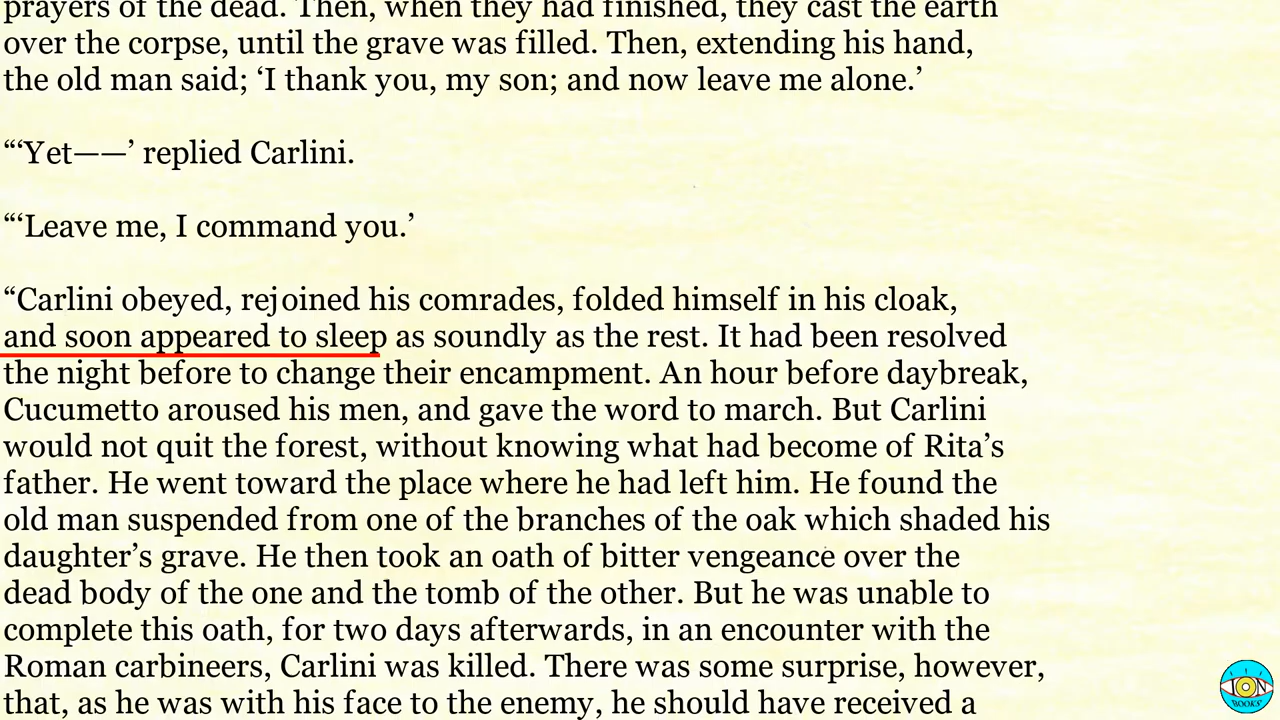 prayers of the dead. Then, when they had finished, they cast the earth
over the corpse, until the grave was filled. Then, extending his hand,
the old man said; ‘I thank you, my son; and now leave me alone.’
“‘Yet——’ replied Carlini.
“‘Leave me, I command you.’
“Carlini obeyed, rejoined his comrades, folded himself in his cloak,
and soon appeared to sleep as soundly as the rest. It had been resolved
the night before to change their encampment. An hour before daybreak,
Cucumetto aroused his men, and gave the word to march. But Carlini
would not quit the forest, without knowing what had become of Rita’s
father. He went toward the place where he had left him. He found the
old man suspended from one of the branches of the oak which shaded his
daughter’s grave. He then took an oath of bitter vengeance over the
dead body of the one and the tomb of the other. But he was unable to
complete this oath, for two days afterwards, in an encounter with the
Roman carbineers, Carlini was killed. There was some surprise, however,
that, as he was with his face to the enemy, he should have received a
ION
BOOKS